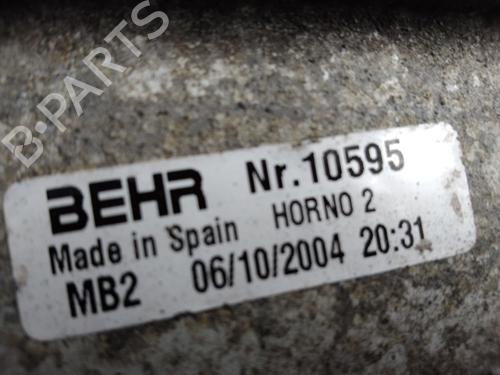 B-PARTS
BEHR Nr.10595
Made in Spain HORNO 2
MB2 06/10/2004 20:31